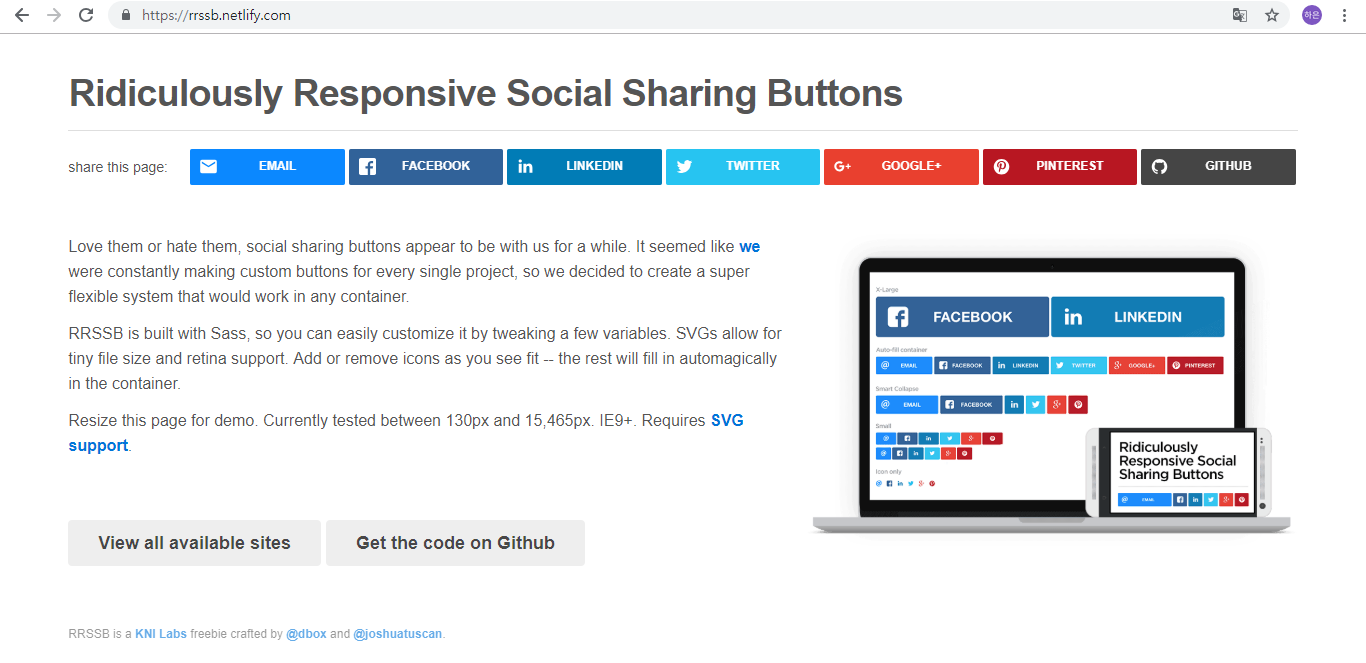 https://rrssb.netlify.com
하은
Ridiculously Responsive Social Sharing Buttons
share this page:
EMAIL
FACEBOOK
LINKEDIN
TWITTER
GOOGLE+
PINTEREST
GITHUB
Love them or hate them, social sharing buttons appear to be with us for a while. It seemed like we
were constantly making custom buttons for every single project, so we decided to create a super
flexible system that would work in any container.
RRSSB is built with Sass, so you can easily customize it by tweaking a few variables. SVGs allow for
tiny file size and retina support. Add or remove icons as you see fit -- the rest will fill in automagically
in the container.
Resize this page for demo. Currently tested between 130px and 15,465px. IE9+. Requires SVG
support.
X-Large
FACEBOOK
LINKEDIN
Auto-fill container
EMAIL
FACEBOOK
LINKEDIN
TWITTER
GOOGLE+
PINTEREST
Smart Collapse
EMAIL
FACEBOOK
Small
Icon only
Ridiculously
Responsive Social
Sharing Buttons
EMAIL
View all available sites
Get the code on Github
RRSSB is a KNI Labs freebie crafted by @dbox and @joshuatuscan.